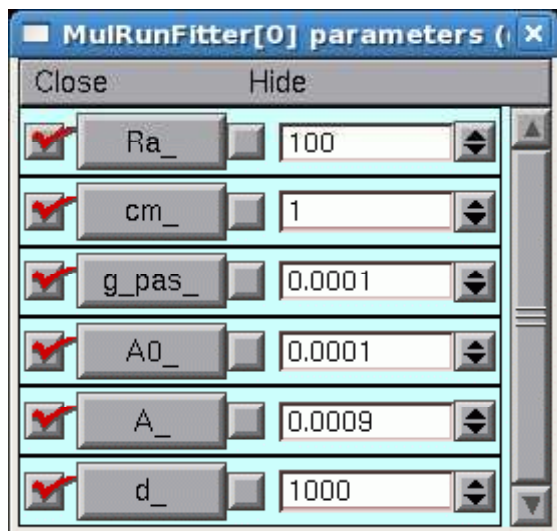 MulRunFitter[0] parameters (
Close Hide
Ra_ 100
cm_ 1
g_pas_ 0.0001
A0_ 0.0001
A_ 0.0009
d_ 1000